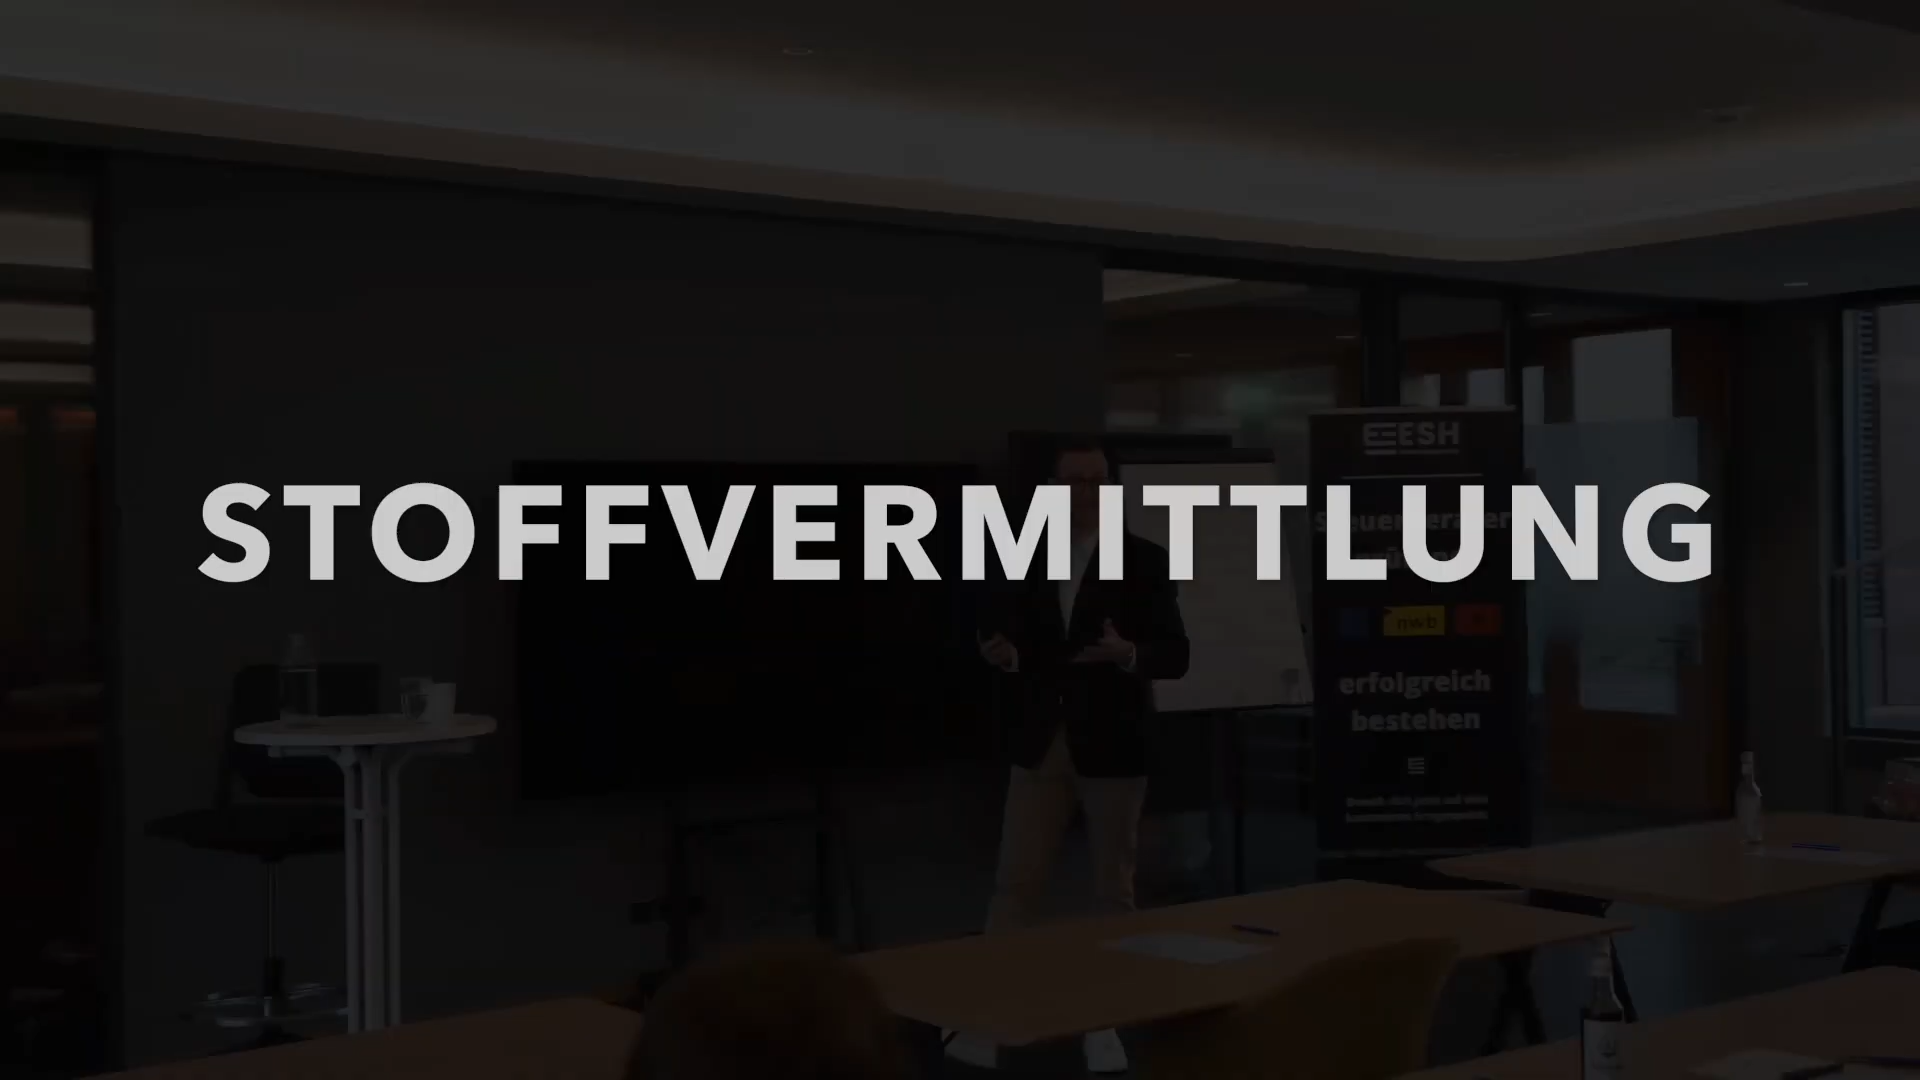 ESH
STOFFVERMITTLUNG
nwb
erfolgreich
bestehen